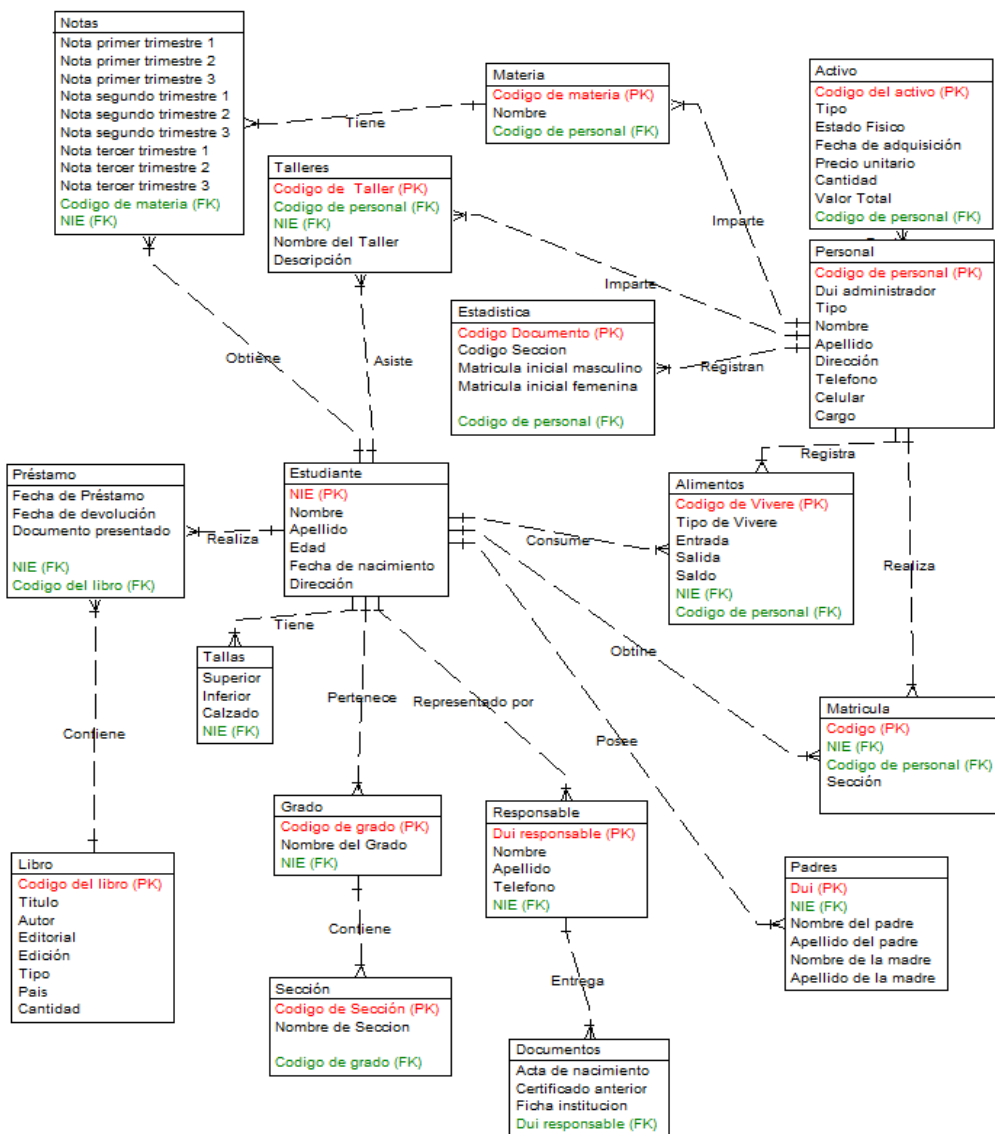 Notas
Nota primer trimestre 1
Nota primer trimestre 2
Nota primer trimestre 3
Nota segundo trimestre 1
Nota segundo trimestre 2
Nota segundo trimestre 3
Nota tercer trimestre 1
Nota tercer trimestre 2
Nota tercer trimestre 3
Codigo de materia (FK)
NIE (FK)
Tiene
Materia
Codigo de materia (PK)
Nombre
Codigo de personal (FK)
Activo
Codigo del activo (PK)
Tipo
Estado Fisico
Fecha de adquisición
Precio unitario
Cantidad
Valor Total
Codigo de personal (FK)
Talleres
Codigo de Taller (PK)
Codigo de personal (FK)
NIE (FK)
Nombre del Taller
Descripción
Imparte
Imparte
Personal
Codigo de personal (PK)
Dui administrador
Tipo
Nombre
Apellido
Dirección
Telefono
Celular
Cargo
Estadistica
Codigo Documento (PK)
Codigo Seccion
Matricula inicial masculino
Matricula inicial femenina
Codigo de personal (FK)
Registran
Obtiene
Asiste
Registra
Préstamo
Fecha de Préstamo
Fecha de devolución
Documento presentado
NIE (FK)
Codigo del libro (FK)
Realiza
Estudiante
NIE (PK)
Nombre
Apellido
Edad
Fecha de nacimiento
Dirección
Consume
Alimentos
Codigo de Vivere (PK)
Tipo de Vivere
Entrada
Salida
Saldo
NIE (FK)
Codigo de personal (FK)
Realiza
Tiene
Tallas
Superior
Inferior
Calzado
NIE (FK)
Pertenece
Representado por
Obtine
Posee
Matricula
Codigo (PK)
NIE (FK)
Codigo de personal (FK)
Sección
Contiene
Grado
Codigo de grado (PK)
Nombre del Grado
NIE (FK)
Responsable
Dui responsable (PK)
Nombre
Apellido
Telefono
NIE (FK)
Libro
Codigo del libro (PK)
Titulo
Autor
Editorial
Edición
Tipo
Pais
Cantidad
Padres
Dui (PK)
NIE (FK)
Nombre del padre
Apellido del padre
Nombre de la madre
Apellido de la madre
Contiene
Entrega
Sección
Codigo de Sección (PK)
Nombre de Seccion
Codigo de grado (FK)
Documentos
Acta de nacimiento
Certificado anterior
Ficha institucion
Dui responsable (FK)